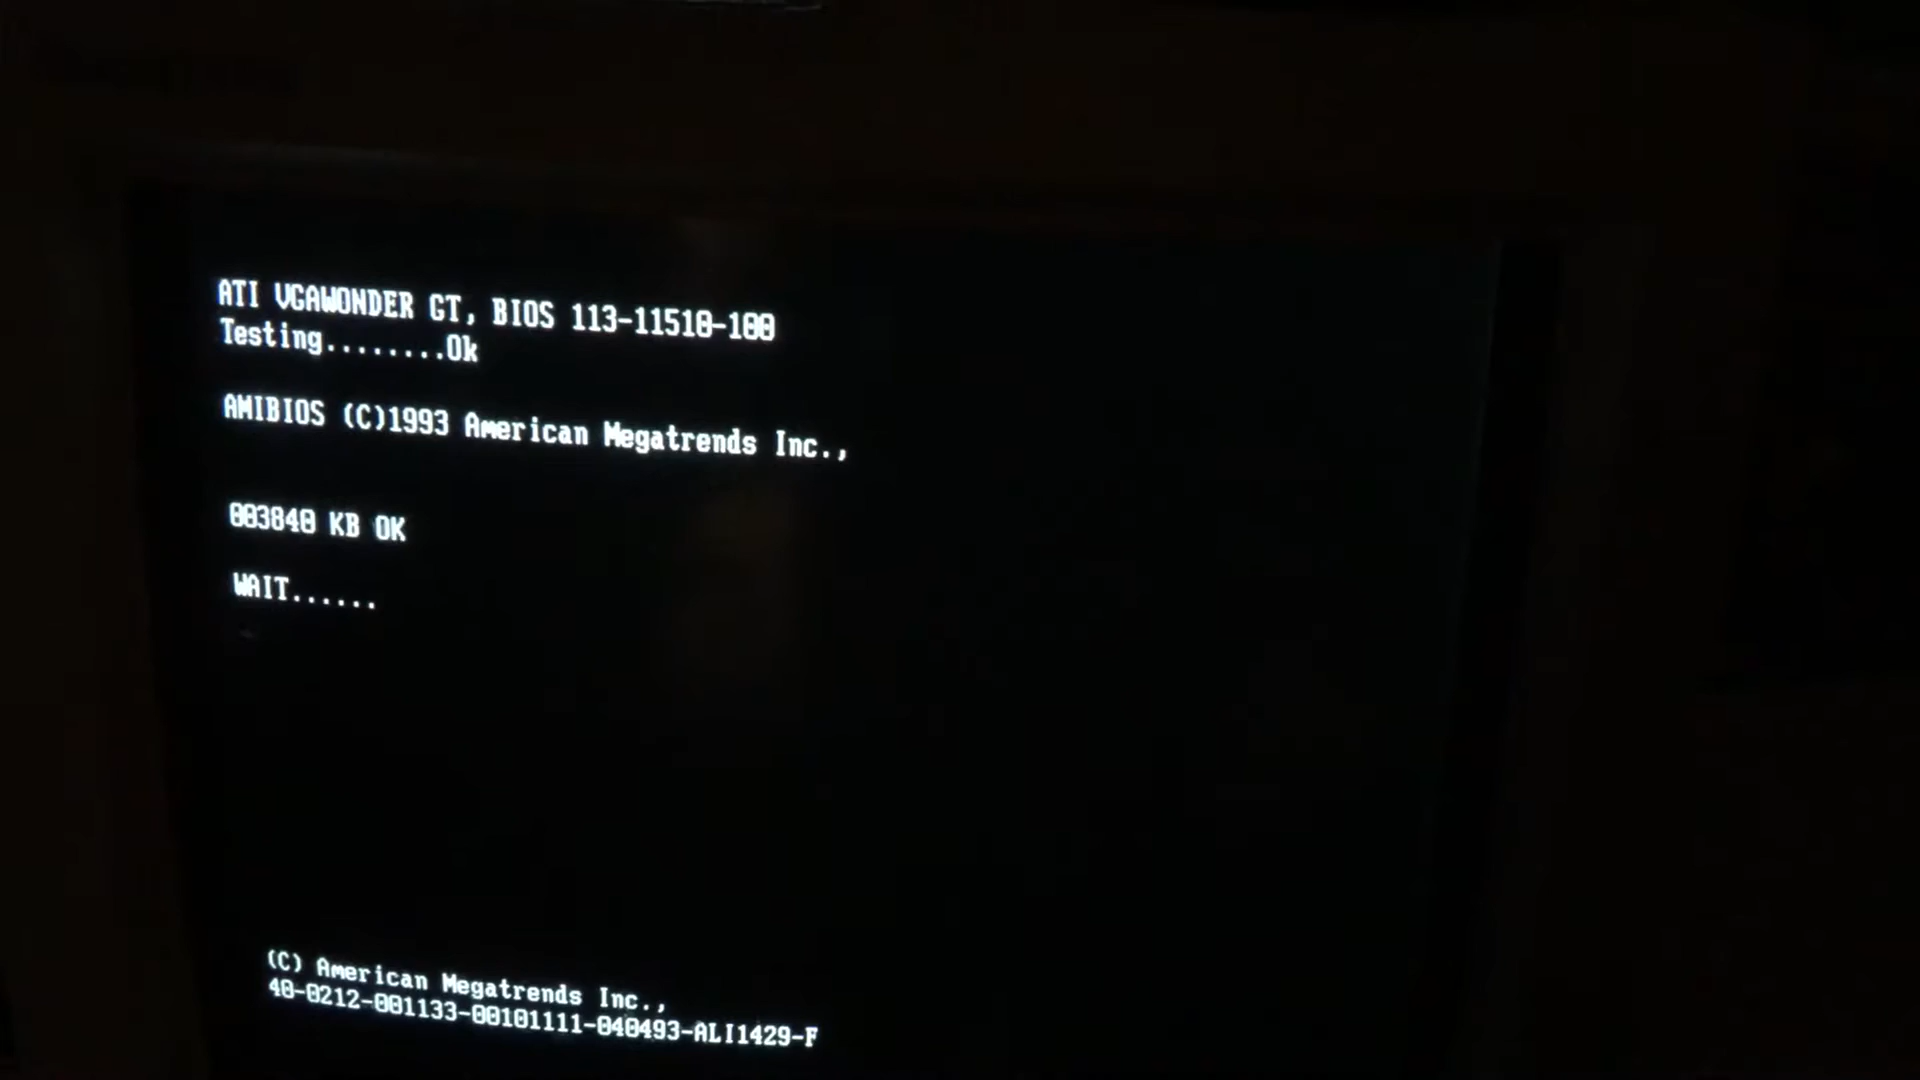 ATI VGAWONDER GT, BIOS 113-11510-100
Testing........Ok
AMIBIOS (C)1993 American Megatrends Inc.,
003840 KB OK
WAIT......
(C) American Megatrends Inc.,
40-0212-001133-00101111-040493-ALI1429-F